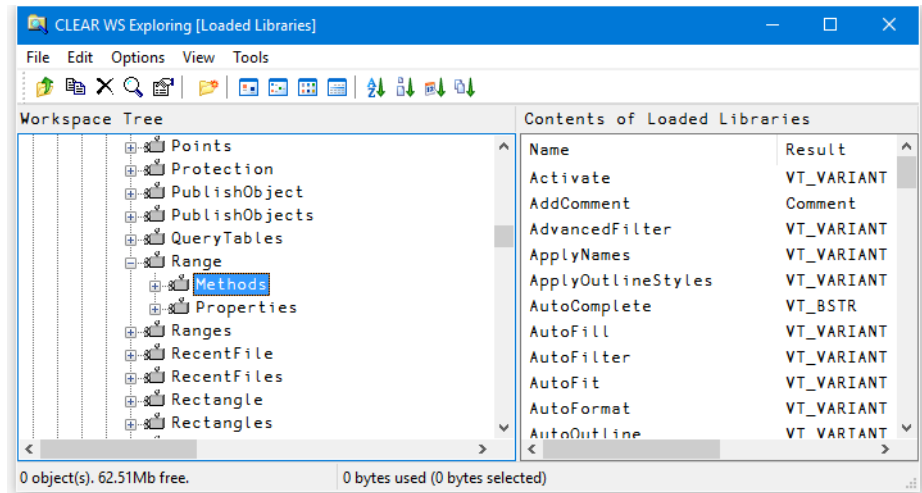 CLEAR WS Exploring [Loaded Libraries]
File Edit Options View Tools
Workspace Tree
Contents of Loaded Libraries
Points
Protection
PublishObject
PublishObjects
QueryTables
Range
Methods
Properties
Ranges
RecentFile
RecentFiles
Rectangle
Rectangles
Name Result
Activate VT_VARIANT
AddComment Comment
AdvancedFilter VT_VARIANT
ApplyNames VT_VARIANT
ApplyOutlineStyles VT_VARIANT
AutoComplete VT_BSTR
AutoFill VT_VARIANT
AutoFilter VT_VARIANT
AutoFit VT_VARIANT
AutoFormat VT_VARIANT
AutoOutline VT_VARIANT
0 object(s). 62.51Mb free.
0 bytes used (0 bytes selected)